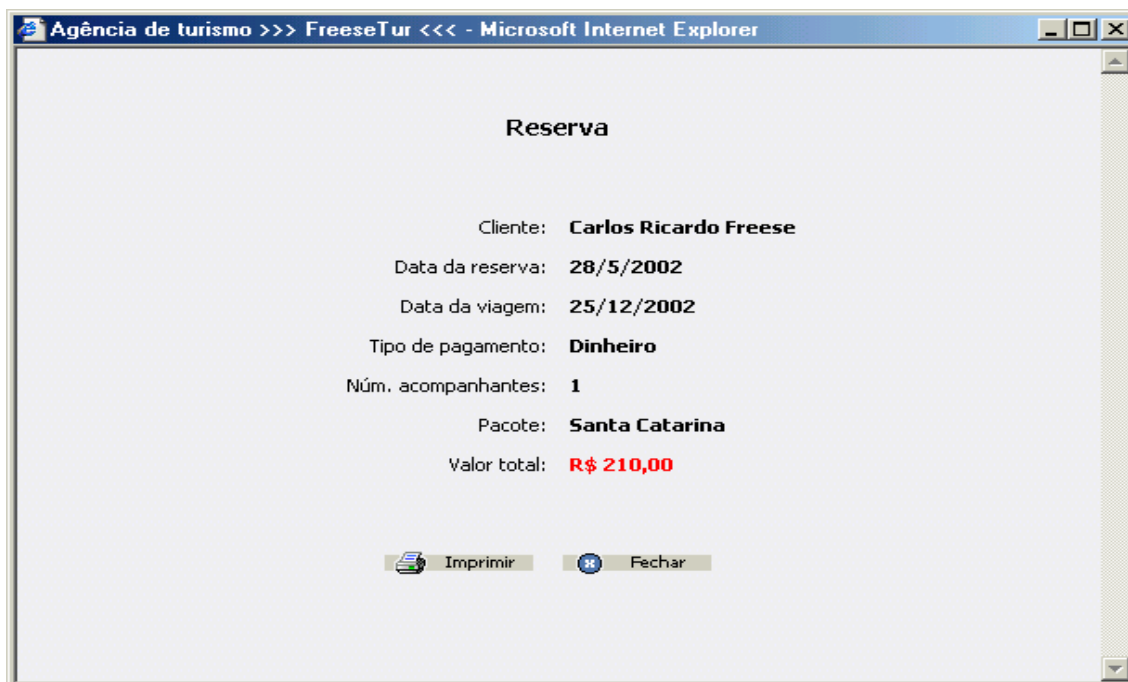 Agência de turismo >>> FreeseTur <<< - Microsoft Internet Explorer
Reserva
Cliente: Carlos Ricardo Freese
Data da reserva: 28/5/2002
Data da viagem: 25/12/2002
Tipo de pagamento: Dinheiro
Núm. acompanhantes: 1
Pacote: Santa Catarina
Valor total: R$ 210,00
Imprimir Fechar